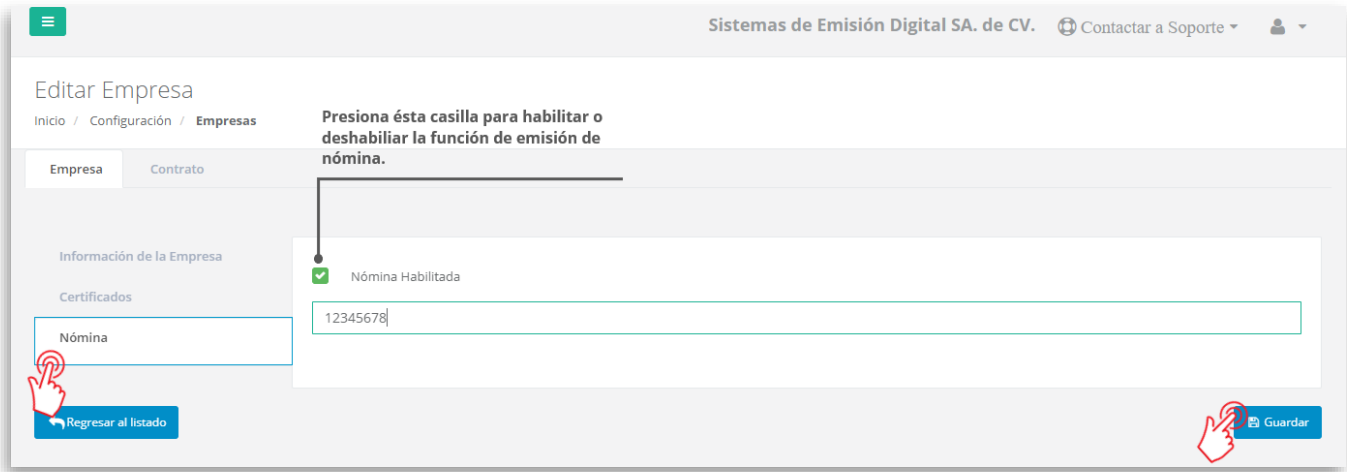 Sistemas de Emisión Digital SA. de CV. Contactar a Soporte
Editar Empresa
Inicio / Configuración / Empresas
Presiona ésta casilla para habilitar o
deshabiliar la función de emisión de
nómina.
Empresa Contrato
Información de la Empresa
Certificados
Nómina
Nómina Habilitada
12345678
Regresar al listado
Guardar